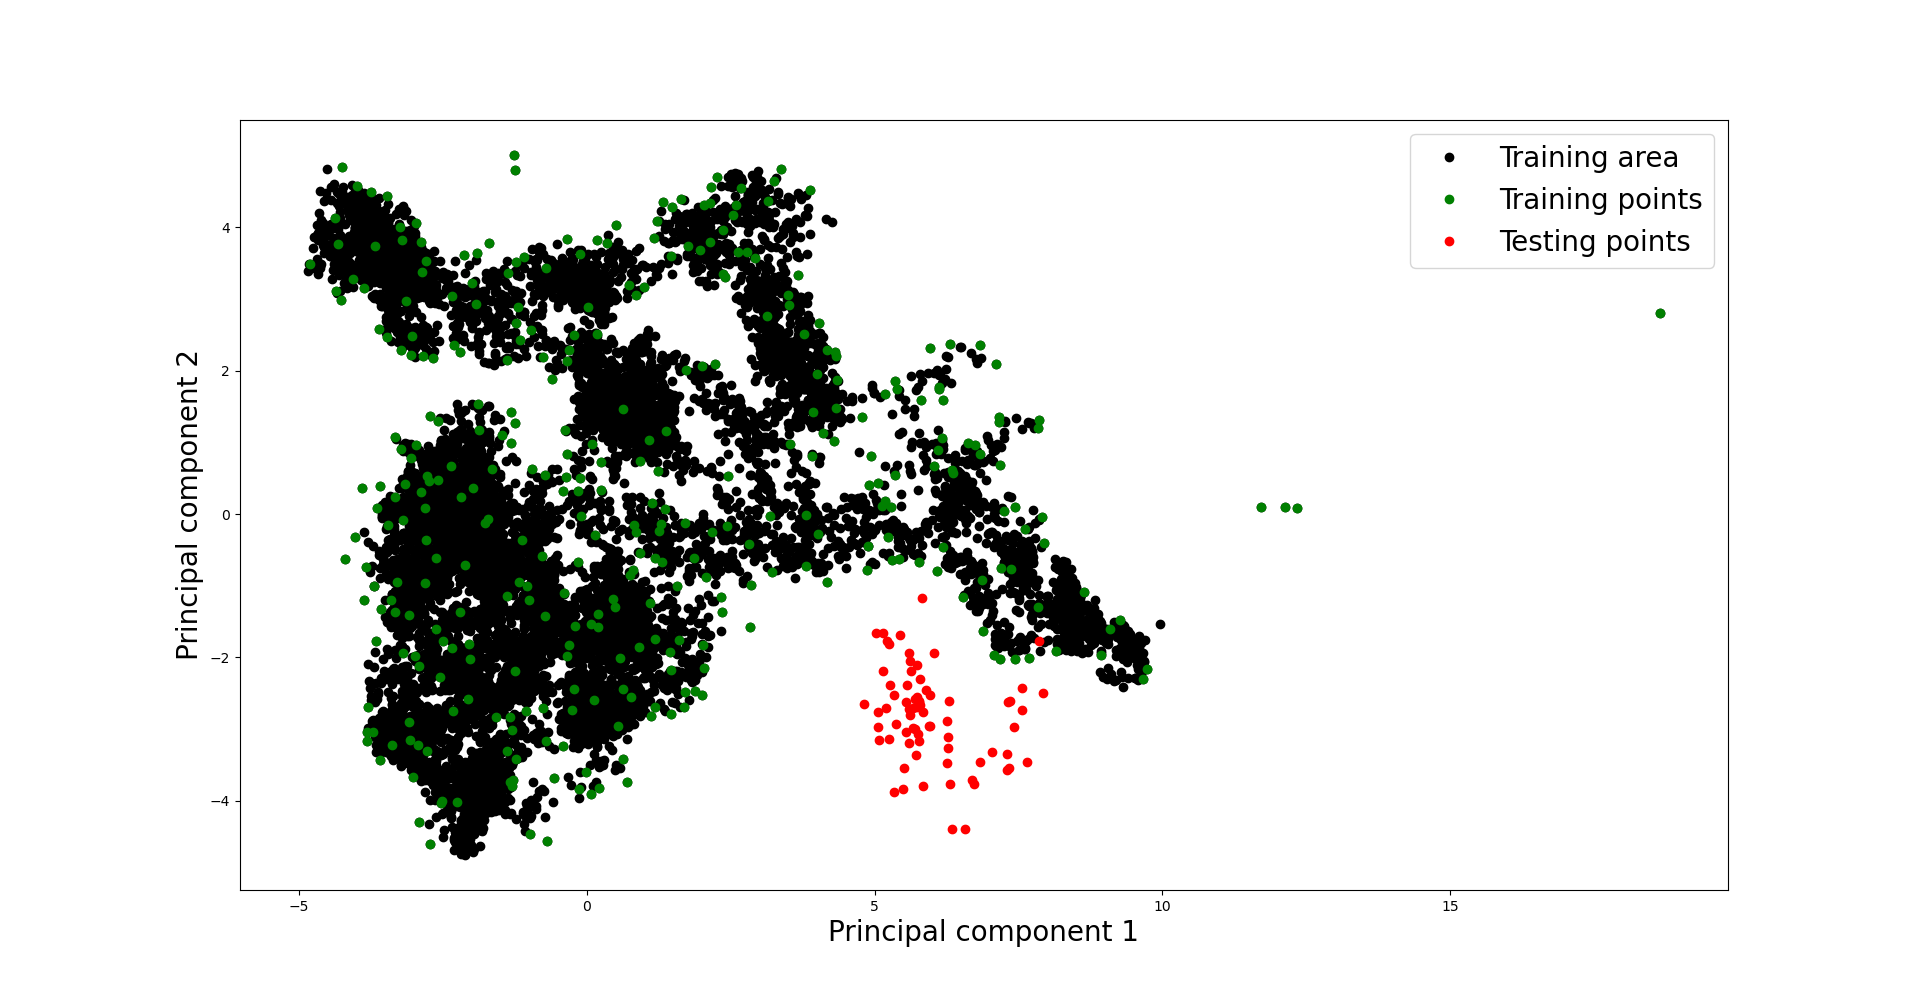 Training area
Training points
Testing points
Principal component 2
4
2
0
−2
−4
−5
0
5
10
15
Principal component 1